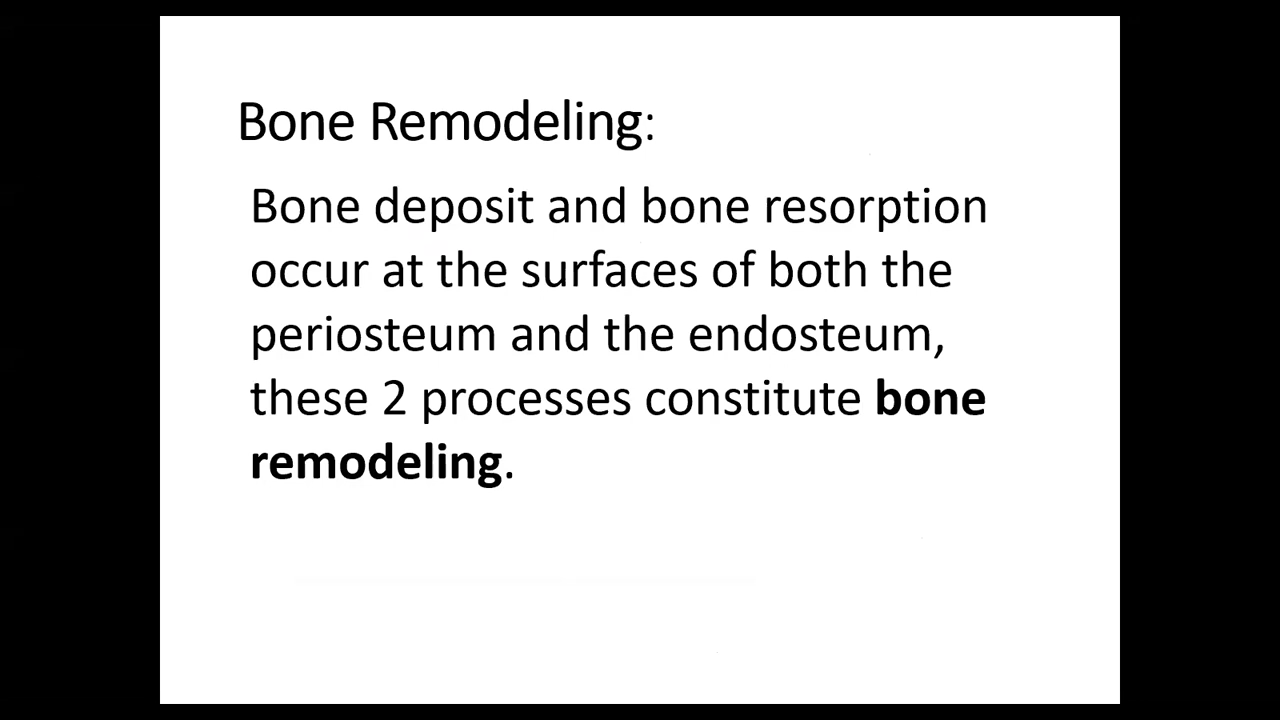 Bone Remodeling:
Bone deposit and bone resorption
occur at the surfaces of both the
periosteum and the endosteum,
these 2 processes constitute bone
remodeling.